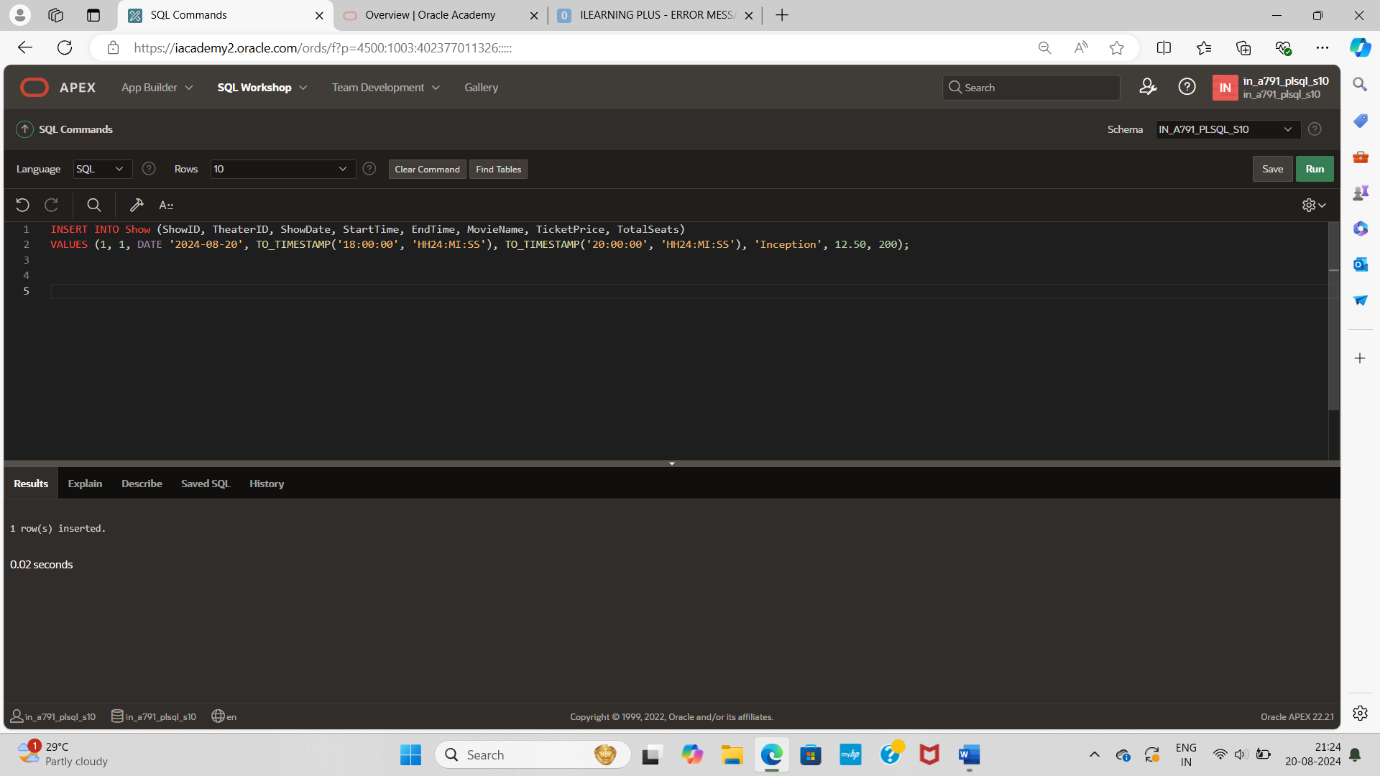 SQL Commands
Overview | Oracle Academy
ILEARNING PLUS - ERROR MESSA
https://iacademy2.oracle.com/ords/f?p=4500:1003:402377011326:::::
APEX App Builder SQL Workshop Team Development Gallery Search IN in_a791_plsql_s10
in_a791_plsql_s10
SQL Commands Schema IN_A791_PLSQL_S10
Language SQL Rows 10 Clear Command Find Tables Save Run
1 INSERT INTO Show (ShowID, TheaterID, ShowDate, StartTime, EndTime, MovieName, TicketPrice, TotalSeats)
2 VALUES (1, 1, DATE '2024-08-20', TO_TIMESTAMP('18:00:00', 'HH24:MI:SS'), TO_TIMESTAMP('20:00:00', 'HH24:MI:SS'), 'Inception', 12.50, 200);
3
4
5
Results Explain Describe Saved SQL History
1 row(s) inserted.
0.02 seconds
in_a791_plsql_s10 in_a791_plsql_s10 en Copyright © 1999, 2022, Oracle and/or its affiliates. Oracle APEX 22.2.1
1 29°C
Partly cloudy
Search
ENG
IN
21:24
20-08-2024